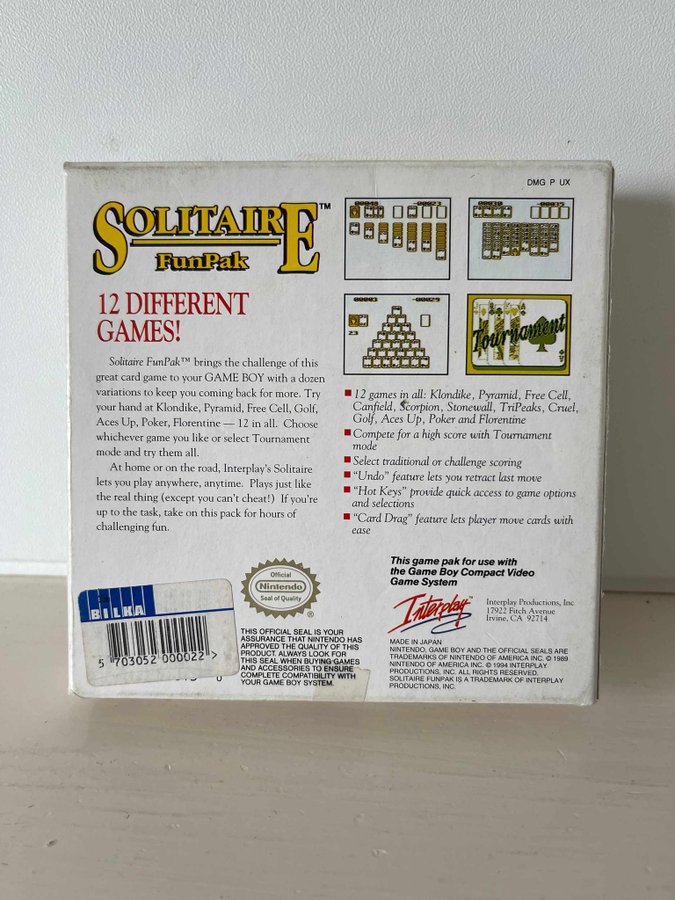 DMG P UX
SOLITAIRE™
FunPak
12 DIFFERENT
GAMES!
Solitaire FunPak™ brings the challenge of this
great card game to your GAME BOY with a dozen
variations to keep you coming back for more. Try
your hand at Klondike, Pyramid, Free Cell, Golf,
Aces Up, Poker, Florentine — 12 in all. Choose
whichever game you like or select Tournament
mode and try them all.
At home or on the road, Interplay's Solitaire
lets you play anywhere, anytime. Plays just like
the real thing (except you can't cheat!) If you're
up to the task, take on this pack for hours of
challenging fun.
Tournament
12 games in all: Klondike, Pyramid, Free Cell,
Canfield, Scorpion, Stonewall, TriPeaks, Cruel,
Golf, Aces Up, Poker and Florentine
Compete for a high score with Tournament
mode
Select traditional or challenge scoring
"Undo" feature lets you retract last move
"Hot Keys" provide quick access to game options
and selections
"Card Drag" feature lets player move cards with
ease
This game pak for use with
the Game Boy Compact Video
Game System
Interplay™
Interplay Productions, Inc
17922 Fitch Avenue
Irvine, CA 92714
MADE IN JAPAN
NINTENDO, GAME BOY AND THE OFFICIAL SEALS ARE
TRADEMARKS OF NINTENDO OF AMERICA INC. © 1989
NINTENDO OF AMERICA INC. © 1994 INTERPLAY
PRODUCTIONS, INC. ALL RIGHTS RESERVED.
SOLITAIRE FUNPAK IS A TRADEMARK OF INTERPLAY
PRODUCTIONS, INC.
Official
Nintendo
Seal of Quality
®
THIS OFFICIAL SEAL IS YOUR
ASSURANCE THAT NINTENDO HAS
APPROVED THE QUALITY OF THIS
PRODUCT. ALWAYS LOOK FOR
THIS SEAL WHEN BUYING GAMES
AND ACCESSORIES TO ENSURE
COMPLETE COMPATIBILITY WITH
YOUR GAME BOY SYSTEM.
BILKA
5 703052 000022 >